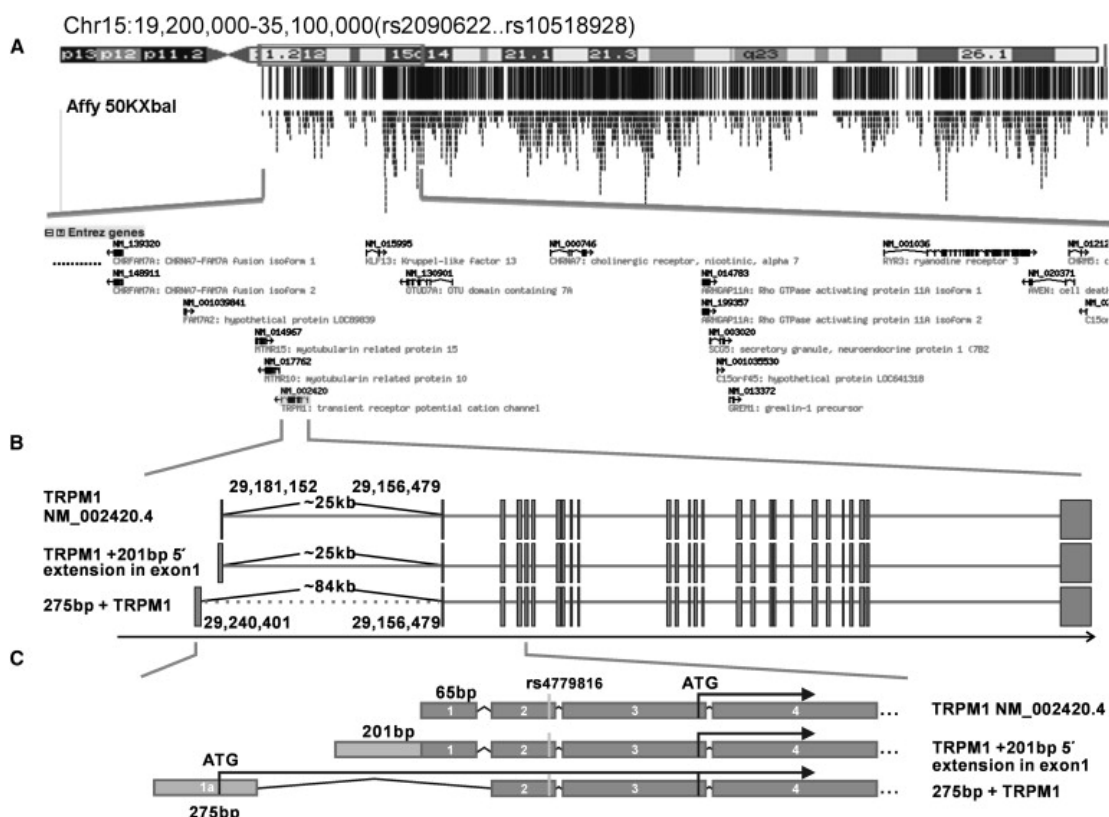 Chr15:19,200,000-35,100,000(rs2090622..rs10518928)
A
p13 p12 p11.2 1.2 12 15q14 21.1 21.3 q23 26.1
Affy 50KXbaI
Entrez genes
NM_139320 NM_015995 NM_000746 NM_001036 NM_01212
CHRFAM7A: CHRNA7-FAM7A fusion isoform 1 KLF13: Kruppel-like factor 13 CHRNA7: cholinergic receptor, nicotinic, alpha 7 RYR3: ryanodine receptor 3 CHRM5: c
NM_148911 NM_130901 NM_014783 NM_020371
CHRFAM7A: CHRNA7-FAM7A fusion isoform 2 OTUD7A: OTU domain containing 7A ARHGAP11A: Rho GTPase activating protein 11A isoform 1 AVEN: cell death
NM_001039841 NM_199357 NM_02
FAM7A2: hypothetical protein LOC89839 ARHGAP11A: Rho GTPase activating protein 11A isoform 2 C15or
NM_014967 NM_003020
MTMR15: myotubularin related protein 15 SCG5: secretory granule, neuroendocrine protein 1 (7B2
NM_017762 NM_001035530
MTMR10: myotubularin related protein 10 C15orf45: hypothetical protein LOC641318
NM_002420 NM_013372
TRPM1: transient receptor potential cation channel GREM1: gremlin-1 precursor
B
TRPM1
NM_002420.4
29,181,152 29,156,479
~25kb
TRPM1 +201bp 5´
extension in exon1
~25kb
275bp + TRPM1
~84kb
29,240,401 29,156,479
C
65bp rs4779816 ATG
1 2 3 4 ... TRPM1 NM_002420.4
201bp
1 2 3 4 ... TRPM1 +201bp 5´
extension in exon1
ATG
1a 2 3 4 ... 275bp + TRPM1
275bp